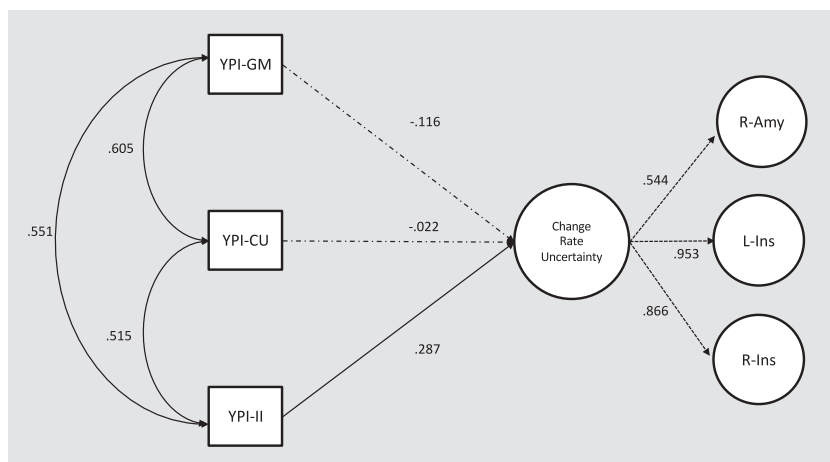 YPI-GM
-.116
R-Amy
.605
.544
.551
YPI-CU
-.022
Change
Rate
Uncertainty
L-Ins
.953
.515
.866
.287
R-Ins
YPI-II